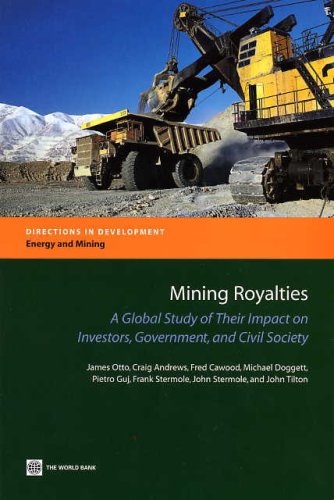 DIRECTIONS IN DEVELOPMENT
Energy and Mining
Mining Royalties
A Global Study of Their Impact on
Investors, Government, and Civil Society
James Otto, Craig Andrews, Fred Cawood, Michael Doggett,
Pietro Guj, Frank Stermole, John Stermole, and John Tilton
THE WORLD BANK